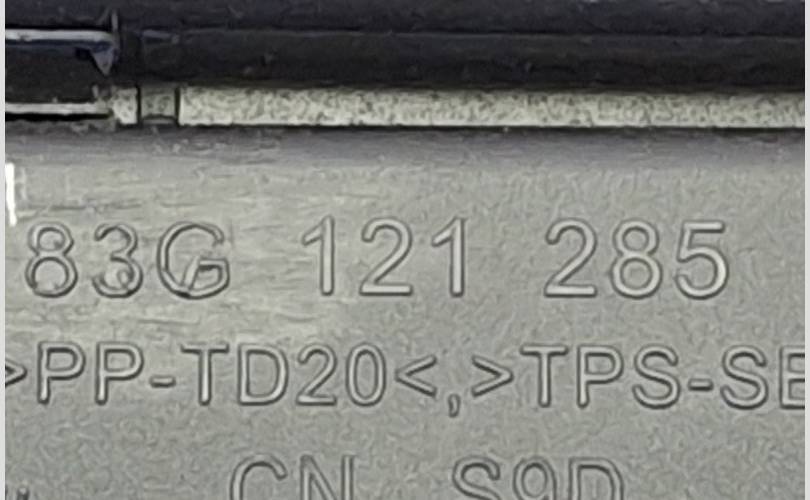 83G 121 285
>PP-TD20<,>TPS-SE
CN S9D